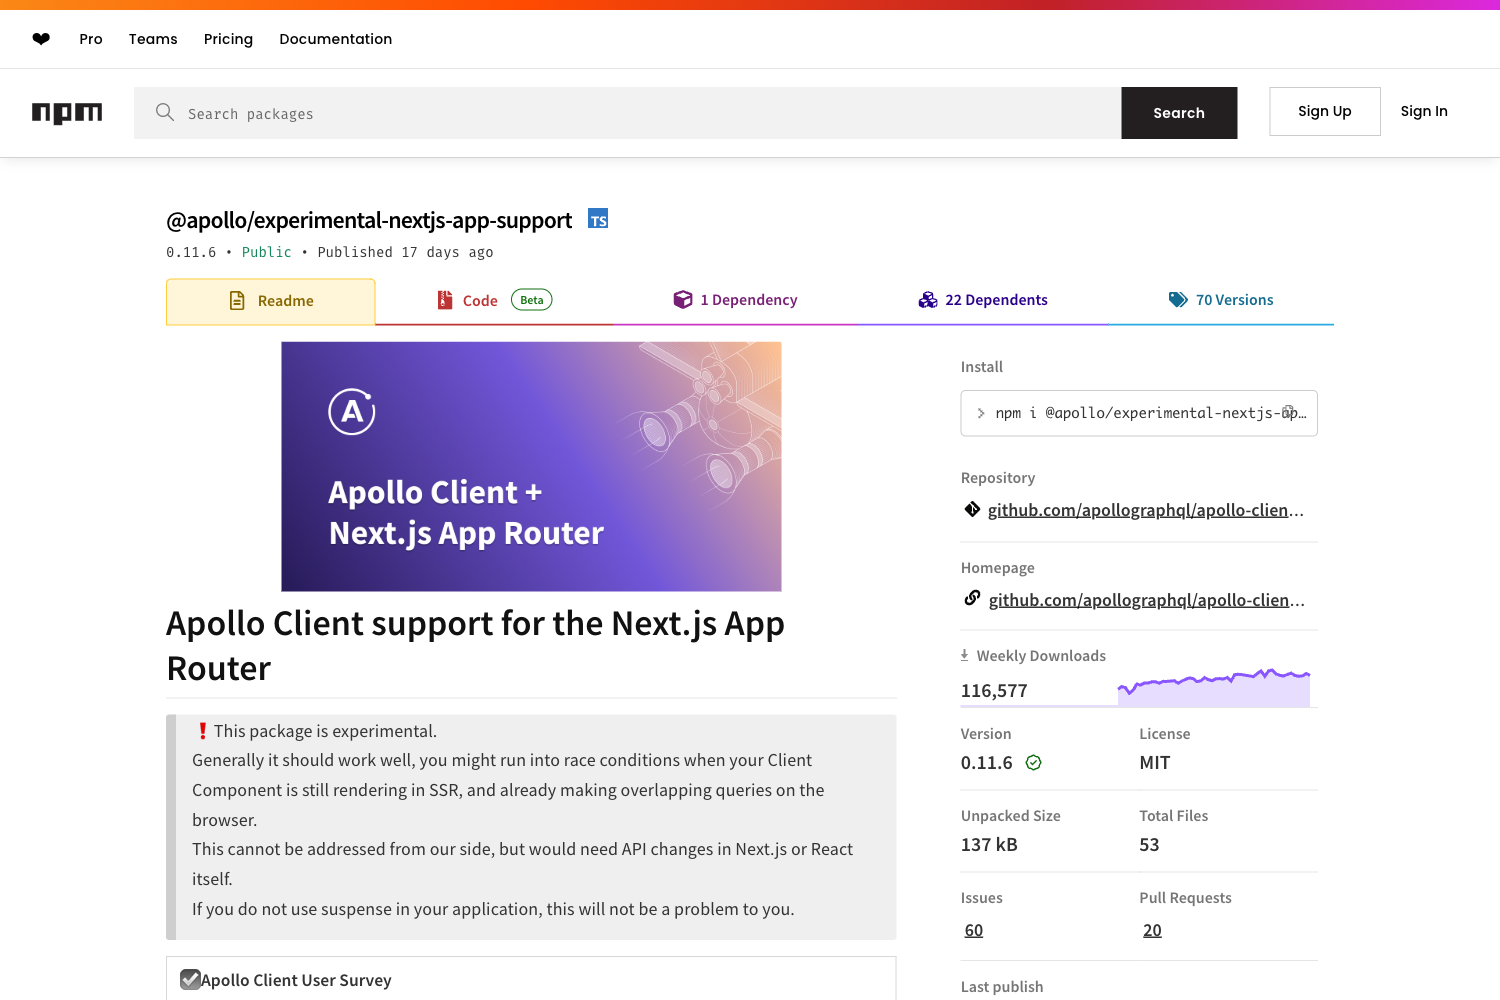 ❤ Pro Teams Pricing Documentation
npm Search packages Search Sign Up Sign In
@apollo/experimental-nextjs-app-support TS
0.11.6 • Public • Published 17 days ago
Readme Code Beta 1 Dependency 22 Dependents 70 Versions
A
Apollo Client +
Next.js App Router
Apollo Client support for the Next.js App
Router
❗ This package is experimental.
Generally it should work well, you might run into race conditions when your Client
Component is still rendering in SSR, and already making overlapping queries on the
browser.
This cannot be addressed from our side, but would need API changes in Next.js or React
itself.
If you do not use suspense in your application, this will not be a problem to you.
☑️Apollo Client User Survey
Install
npm i @apollo/experimental-nextjs-ap…
Repository
github.com/apollographql/apollo-clien…
Homepage
github.com/apollographql/apollo-clien…
Weekly Downloads
116,577
Version License
0.11.6 MIT
Unpacked Size Total Files
137 kB 53
Issues Pull Requests
60 20
Last publish